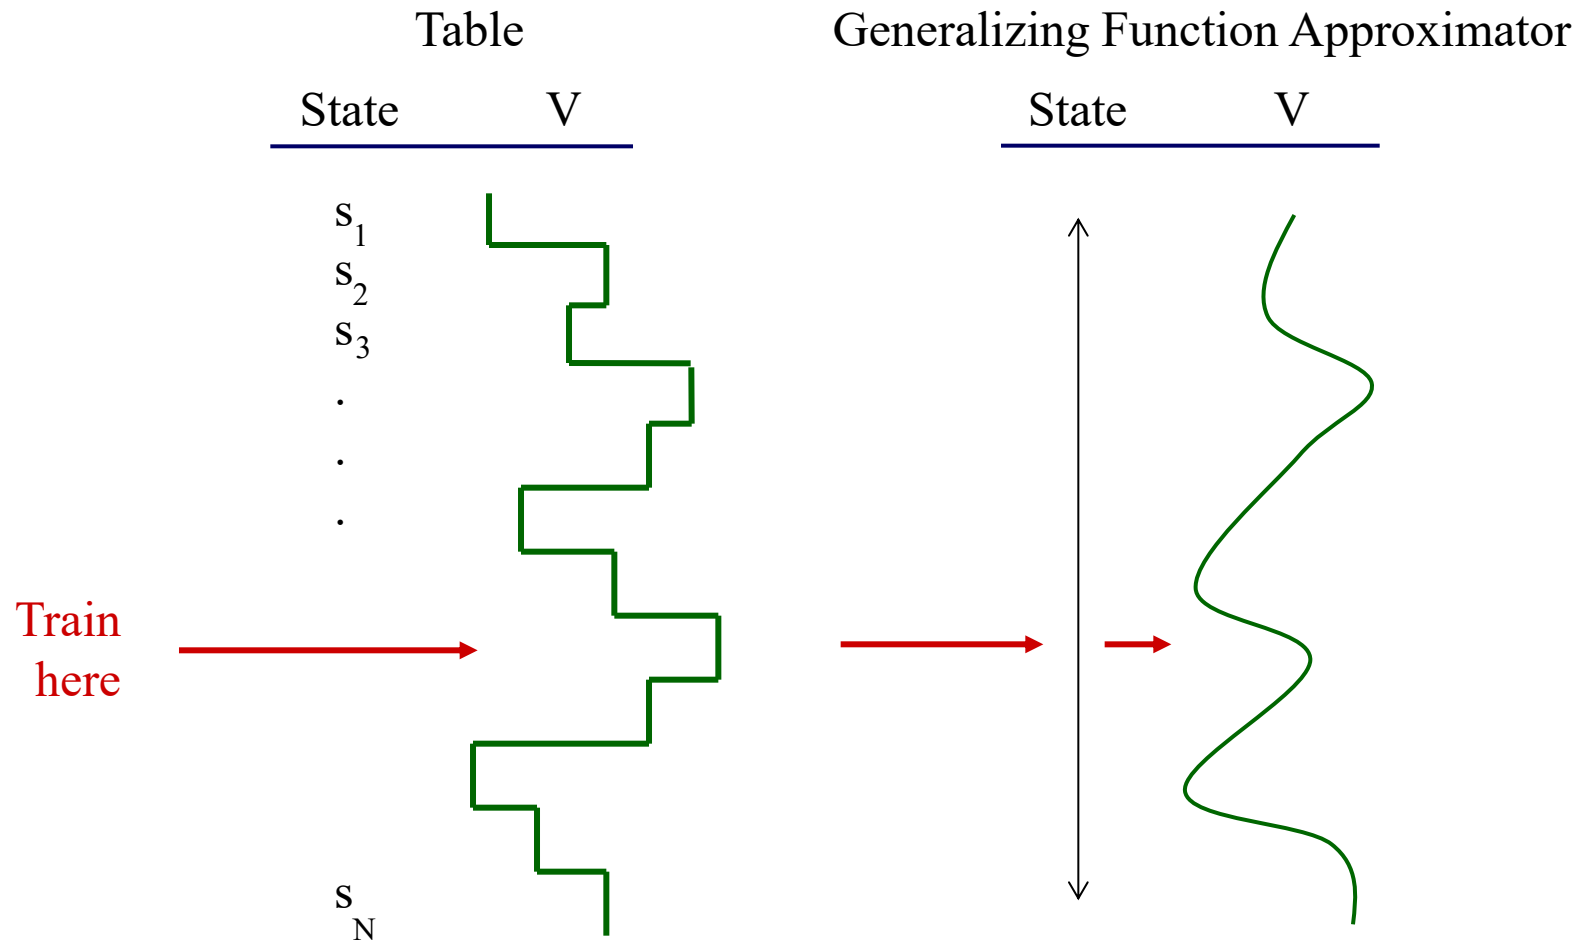 Table
Generalizing Function Approximator
State V
State V
s1
s2
s3
.
.
.
Train
here
sN